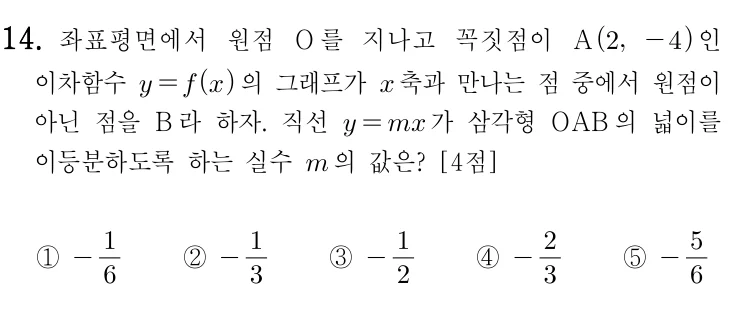 14. 좌표평면에서 원점 O를 지나고 꼭짓점이 A(2, −4)인
이차함수 y=f(x)의 그래프가 x축과 만나는 점 중에서 원점이
아닌 점을 B라 하자. 직선 y=mx가 삼각형 OAB의 넓이를
이등분하도록 하는 실수 m의 값은? [4점]
① −1/6 ② −1/3 ③ −1/2 ④ −2/3 ⑤ −5/6